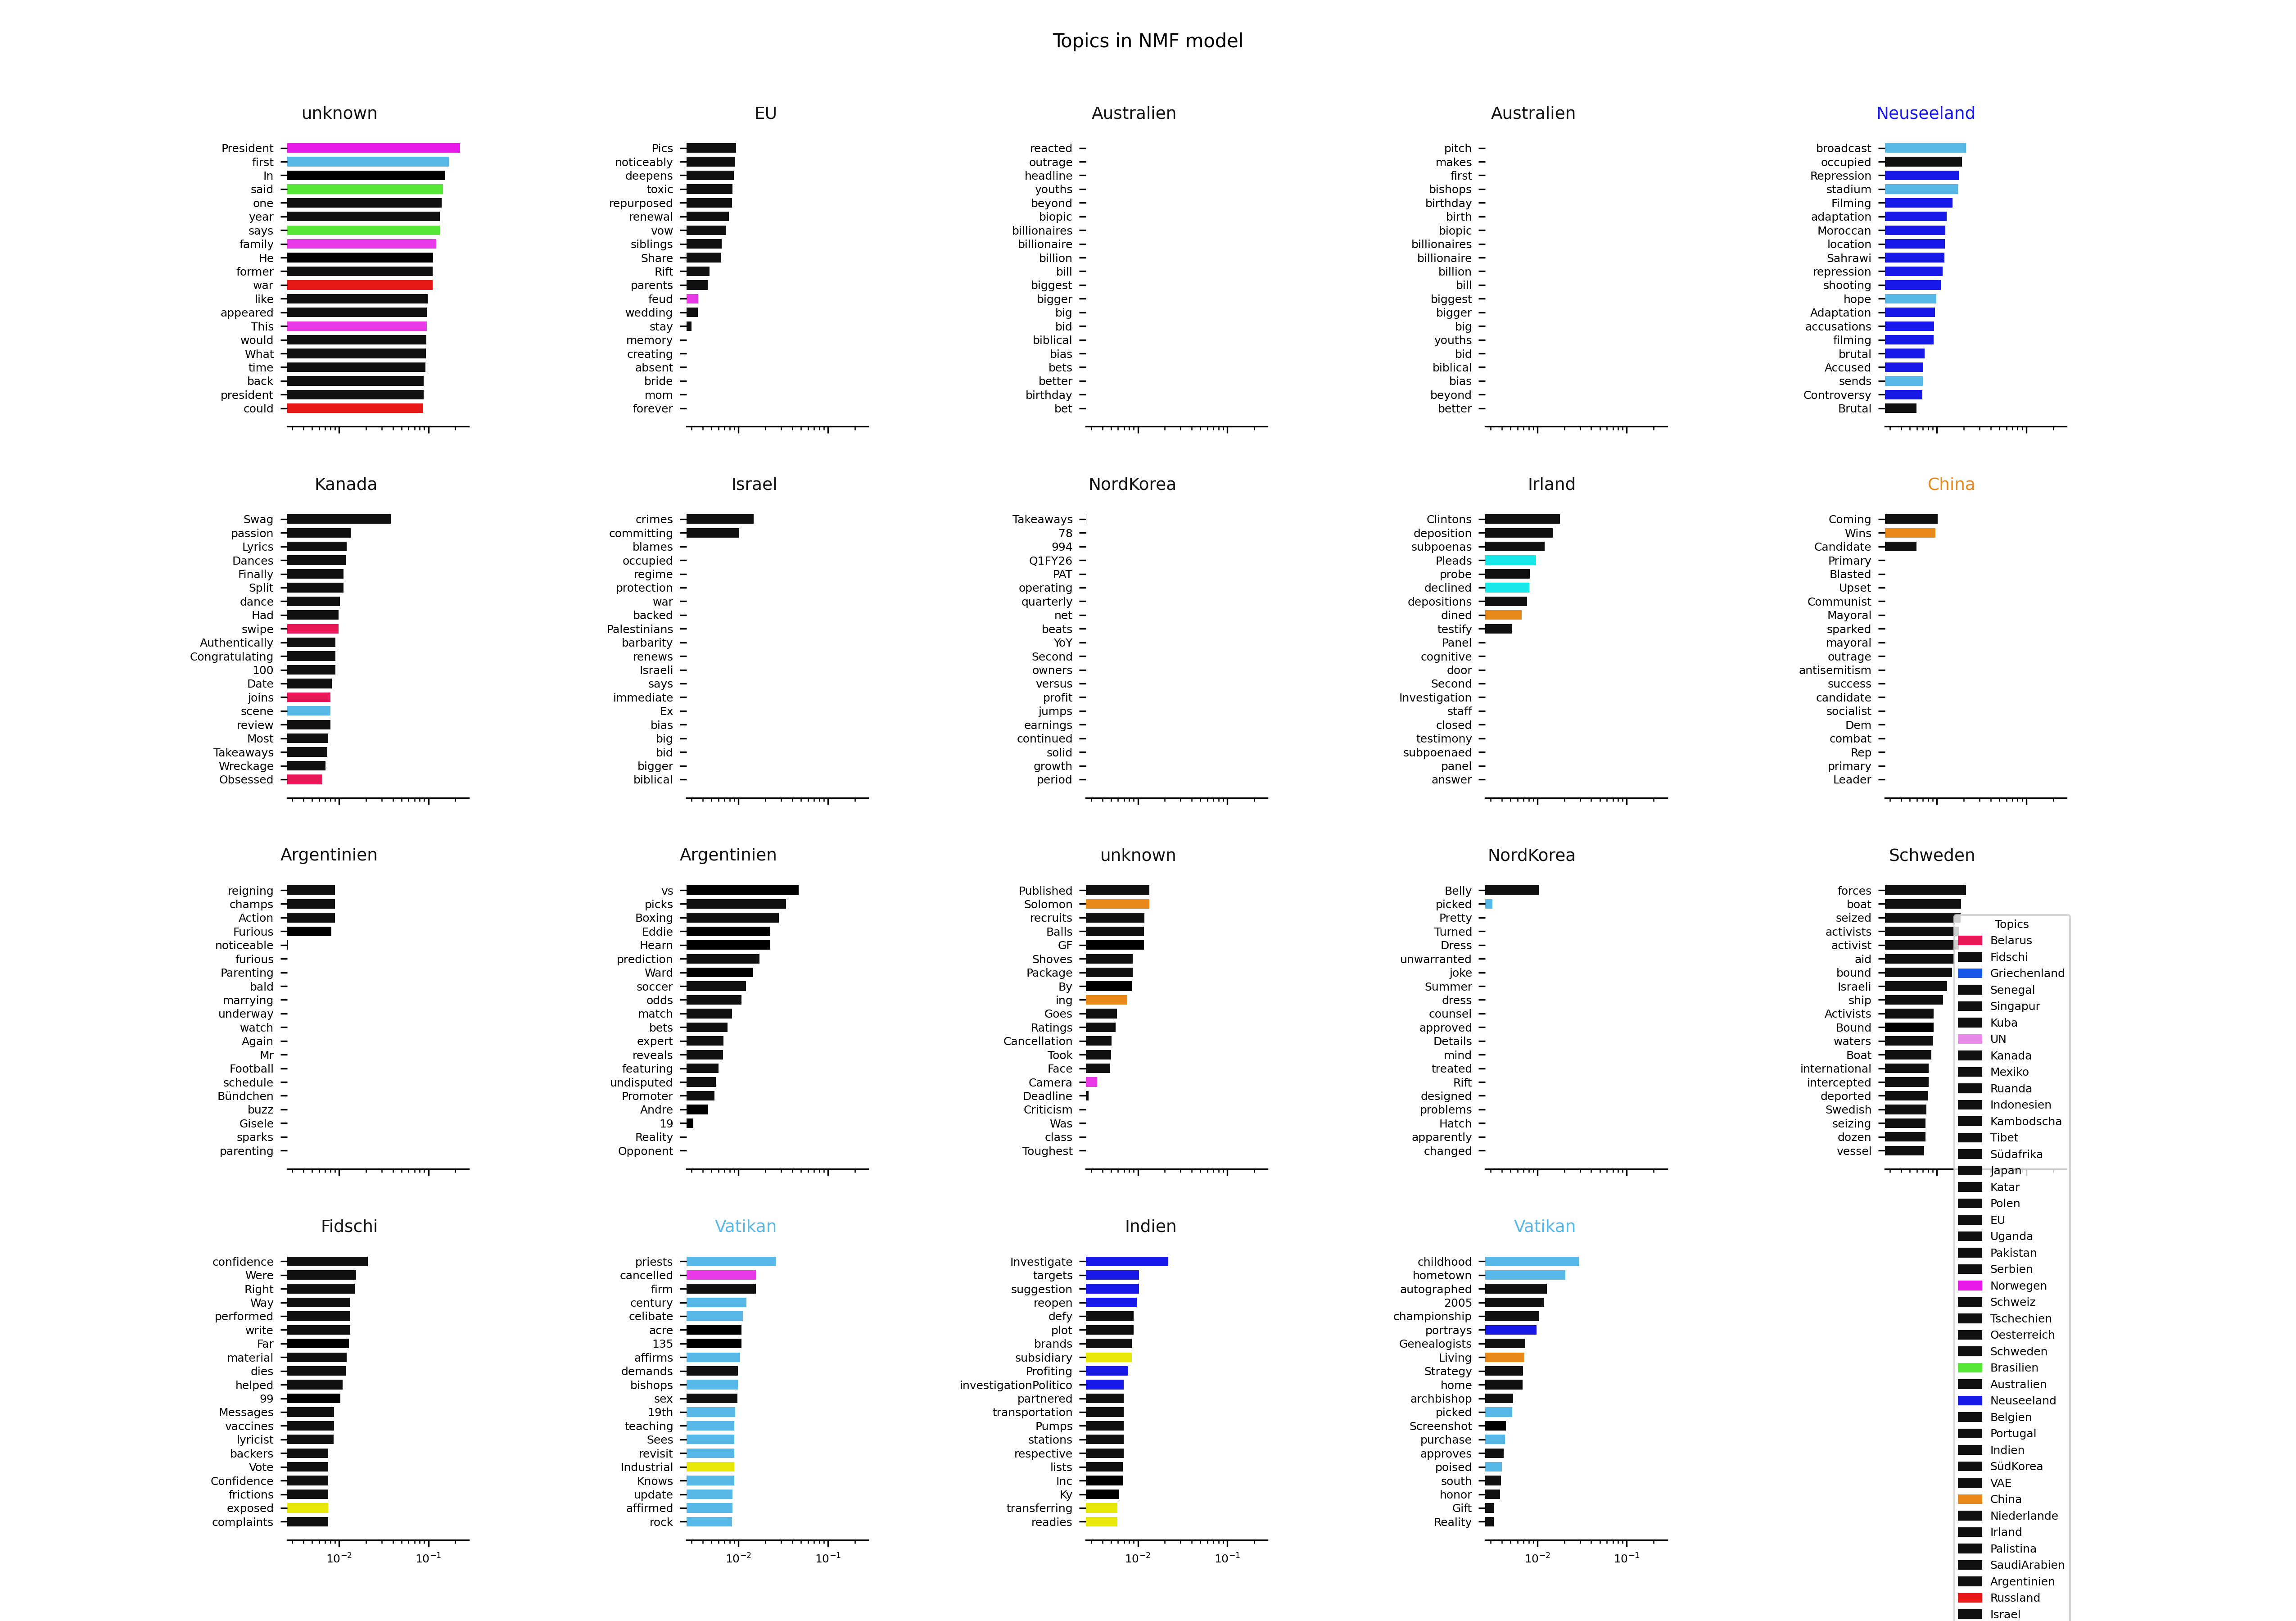 Topics in NMF model
unknown
President
first
In
said
one
year
says
family
He
former
war
like
appeared
This
would
What
time
back
president
could
EU
Pics
noticeably
deepens
toxic
repurposed
renewal
vow
siblings
Share
Rift
parents
feud
wedding
stay
memory
creating
absent
bride
mom
forever
Australien
reacted
outrage
headline
youths
beyond
biopic
billionaires
billionaire
billion
bill
biggest
bigger
big
bid
biblical
bias
bets
better
birthday
bet
Australien
pitch
makes
first
bishops
birthday
birth
biopic
billionaires
billionaire
billion
bill
biggest
bigger
big
youths
bid
biblical
bias
beyond
better
Neuseeland
broadcast
occupied
Repression
stadium
Filming
adaptation
Moroccan
location
Sahrawi
repression
shooting
hope
Adaptation
accusations
filming
brutal
Accused
sends
Controversy
Brutal
Kanada
Swag
passion
Lyrics
Dances
Finally
Split
dance
Had
swipe
Authentically
Congratulating
100
Date
joins
scene
review
Most
Takeaways
Wreckage
Obsessed
Israel
crimes
committing
blames
occupied
regime
protection
war
backed
Palestinians
barbarity
renews
Israeli
says
immediate
Ex
bias
big
bid
bigger
biblical
NordKorea
Takeaways
78
994
Q1FY26
PAT
operating
quarterly
net
beats
YoY
Second
owners
versus
profit
jumps
earnings
continued
solid
growth
period
Irland
Clintons
deposition
subpoenas
Pleads
probe
declined
depositions
dined
testify
Panel
cognitive
door
Second
Investigation
staff
closed
testimony
subpoenaed
panel
answer
China
Coming
Wins
Candidate
Primary
Blasted
Upset
Communist
Mayoral
sparked
mayoral
outrage
antisemitism
success
candidate
socialist
Dem
combat
Rep
primary
Leader
Argentinien
reigning
champs
Action
Furious
noticeable
furious
Parenting
bald
marrying
underway
watch
Again
Mr
Football
schedule
Bündchen
buzz
Gisele
sparks
parenting
Argentinien
vs
picks
Boxing
Eddie
Hearn
prediction
Ward
soccer
odds
match
bets
expert
reveals
featuring
undisputed
Promoter
Andre
19
Reality
Opponent
unknown
Published
Solomon
recruits
Balls
GF
Shoves
Package
By
ing
Goes
Ratings
Cancellation
Took
Face
Camera
Deadline
Criticism
Was
class
Toughest
NordKorea
Belly
picked
Pretty
Turned
Dress
unwarranted
joke
Summer
dress
counsel
approved
Details
mind
treated
Rift
designed
problems
Hatch
apparently
changed
Schweden
forces
boat
seized
activists
activist
aid
bound
Israeli
ship
Activists
Bound
waters
Boat
international
intercepted
deported
Swedish
seizing
dozen
vessel
Fidschi
confidence
Were
Right
Way
performed
write
Far
material
dies
helped
99
Messages
vaccines
lyricist
backers
Vote
Confidence
frictions
exposed
complaints
10⁻² 10⁻¹
Vatikan
priests
cancelled
firm
century
celibate
acre
135
affirms
demands
bishops
sex
19th
teaching
Sees
revisit
Industrial
Knows
update
affirmed
rock
10⁻² 10⁻¹
Indien
Investigate
targets
suggestion
reopen
defy
plot
brands
subsidiary
Profiting
investigationPolitico
partnered
transportation
Pumps
stations
respective
lists
Inc
Ky
transferring
readies
10⁻² 10⁻¹
Vatikan
childhood
hometown
autographed
2005
championship
portrays
Genealogists
Living
Strategy
home
archbishop
picked
Screenshot
purchase
approves
poised
south
honor
Gift
Reality
10⁻² 10⁻¹
Topics
Belarus
Fidschi
Griechenland
Senegal
Singapur
Kuba
UN
Kanada
Mexiko
Ruanda
Indonesien
Kambodscha
Tibet
Südafrika
Japan
Katar
Polen
EU
Uganda
Pakistan
Serbien
Norwegen
Schweiz
Tschechien
Oesterreich
Schweden
Brasilien
Australien
Neuseeland
Belgien
Portugal
Indien
SüdKorea
VAE
China
Niederlande
Irland
Palistina
SaudiArabien
Argentinien
Russland
Israel